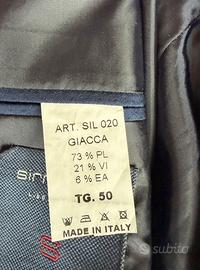 ART. SIL 020
GIACCA
73 % PL
21 % VI
6 % EA
TG. 50
MADE IN ITALY
S
subito